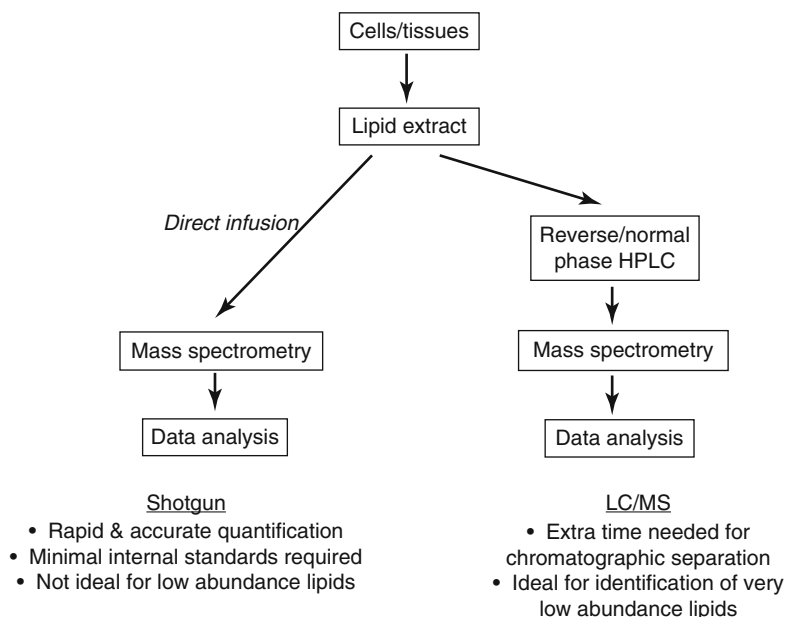 Cells/tissues
Lipid extract
Direct infusion
Reverse/normal
phase HPLC
Mass spectrometry
Mass spectrometry
Data analysis
Data analysis
Shotgun
• Rapid & accurate quantification
• Minimal internal standards required
• Not ideal for low abundance lipids
LC/MS
• Extra time needed for
chromatographic separation
• Ideal for identification of very
low abundance lipids